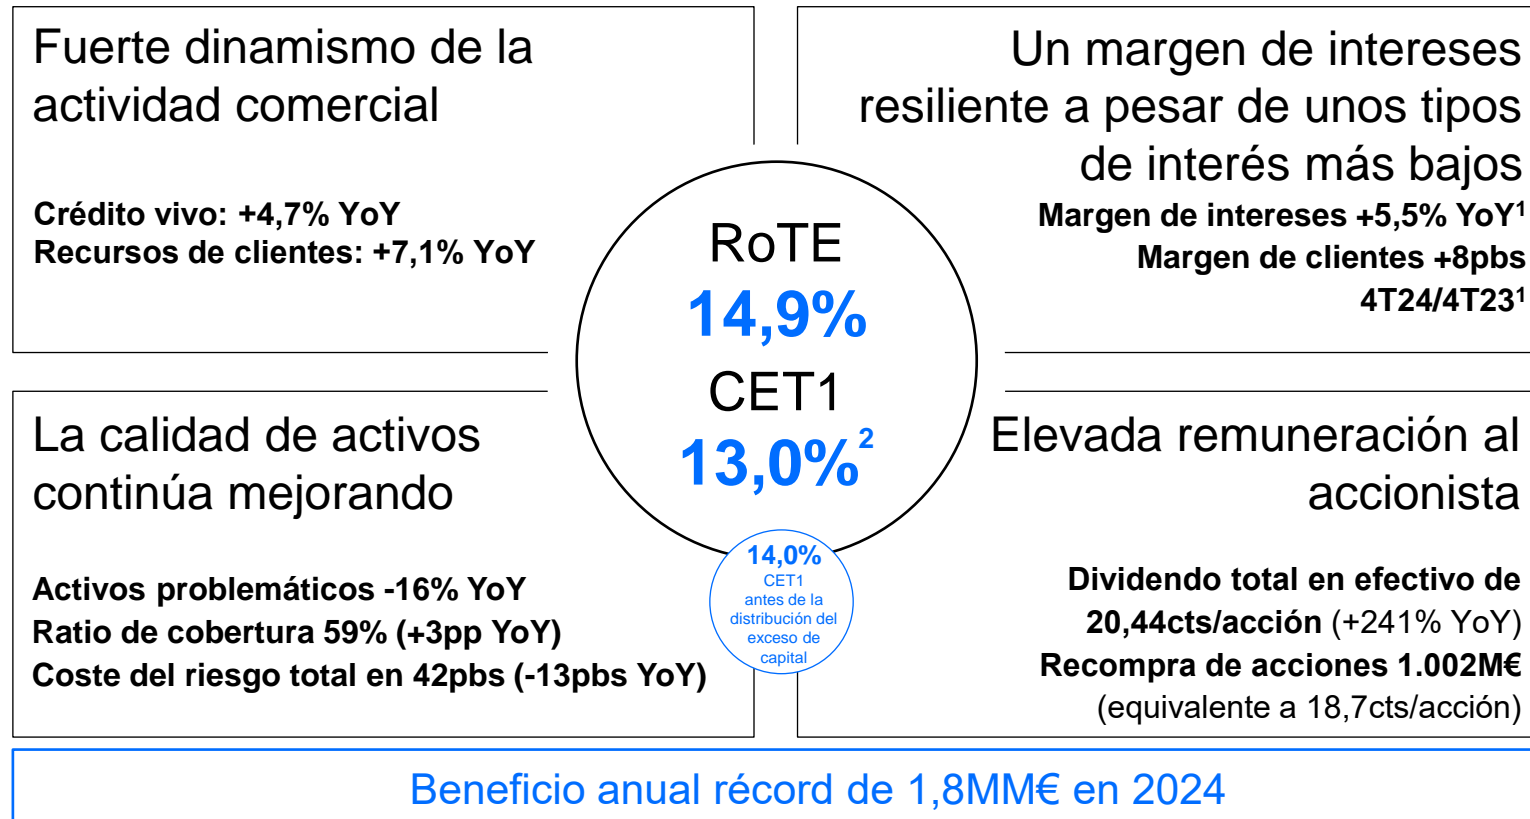 Fuerte dinamismo de la
actividad comercial
Crédito vivo: +4,7% YoY
Recursos de clientes: +7,1% YoY
Un margen de intereses
resiliente a pesar de unos tipos
de interés más bajos
Margen de intereses +5,5% YoY¹
Margen de clientes +8pbs
4T24/4T23¹
RoTE
14,9%
CET1
13,0%²
14,0%
CET1
antes de la
distribución del
exceso de
capital
La calidad de activos
continúa mejorando
Activos problemáticos -16% YoY
Ratio de cobertura 59% (+3pp YoY)
Coste del riesgo total en 42pbs (-13pbs YoY)
Elevada remuneración al
accionista
Dividendo total en efectivo de
20,44cts/acción (+241% YoY)
Recompra de acciones 1.002M€
(equivalente a 18,7cts/acción)
Beneficio anual récord de 1,8MM€ en 2024